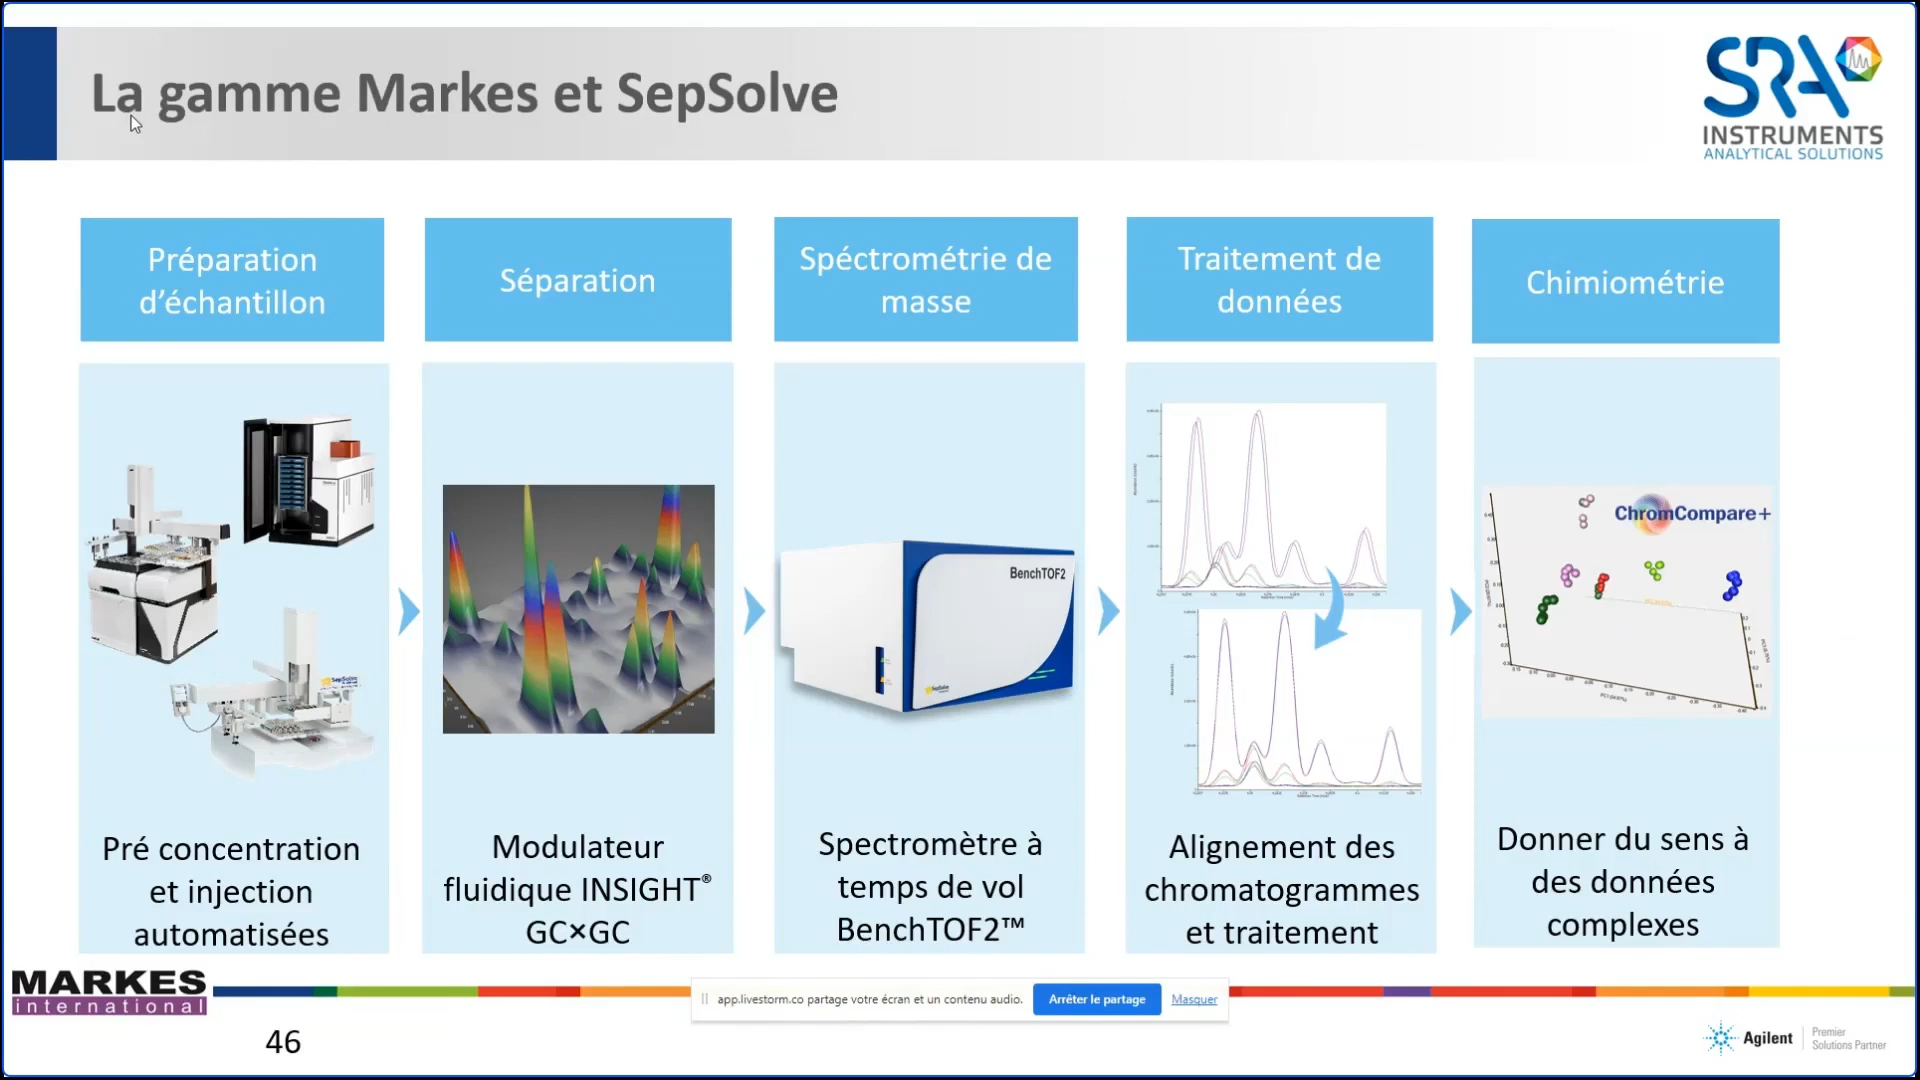 La gamme Markes et SepSolve
SRA
INSTRUMENTS
ANALYTICAL SOLUTIONS
Préparation
d’échantillon
Séparation
Spéctrométrie de
masse
Traitement de
données
Chimiométrie
SepSolve
BenchTOF2
SepSolve
ChromCompare+
Pré concentration
et injection
automatisées
Modulateur
fluidique INSIGHT®
GC×GC
Spectromètre à
temps de vol
BenchTOF2™
Alignement des
chromatogrammes
et traitement
Donner du sens à
des données
complexes
MARKES
international
app.livestorm.co partage votre écran et un contenu audio.
Arrêter le partage
Masquer
46
Agilent
Premier
Solutions Partner